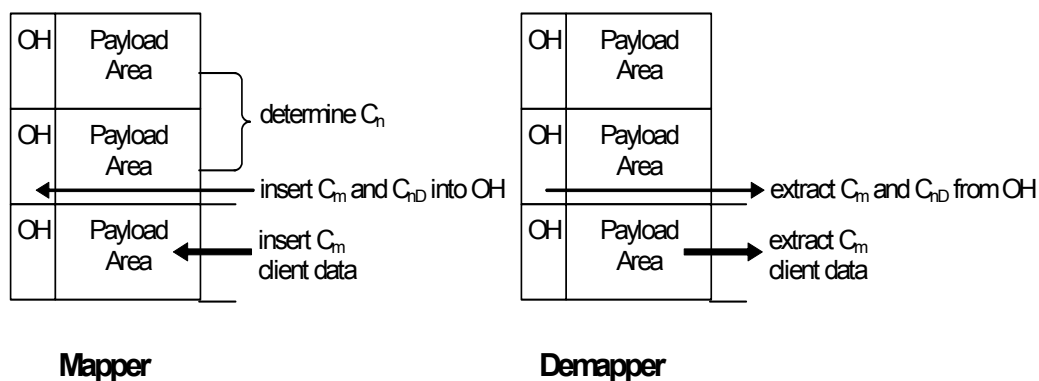 OH Payload Area
determine Cn
OH Payload Area
insert Cm and CnD into OH
OH Payload Area
insert Cm
client data
Mapper
OH Payload Area
OH Payload Area
extract Cm and CnD from OH
OH Payload Area
extract Cm
client data
Demapper